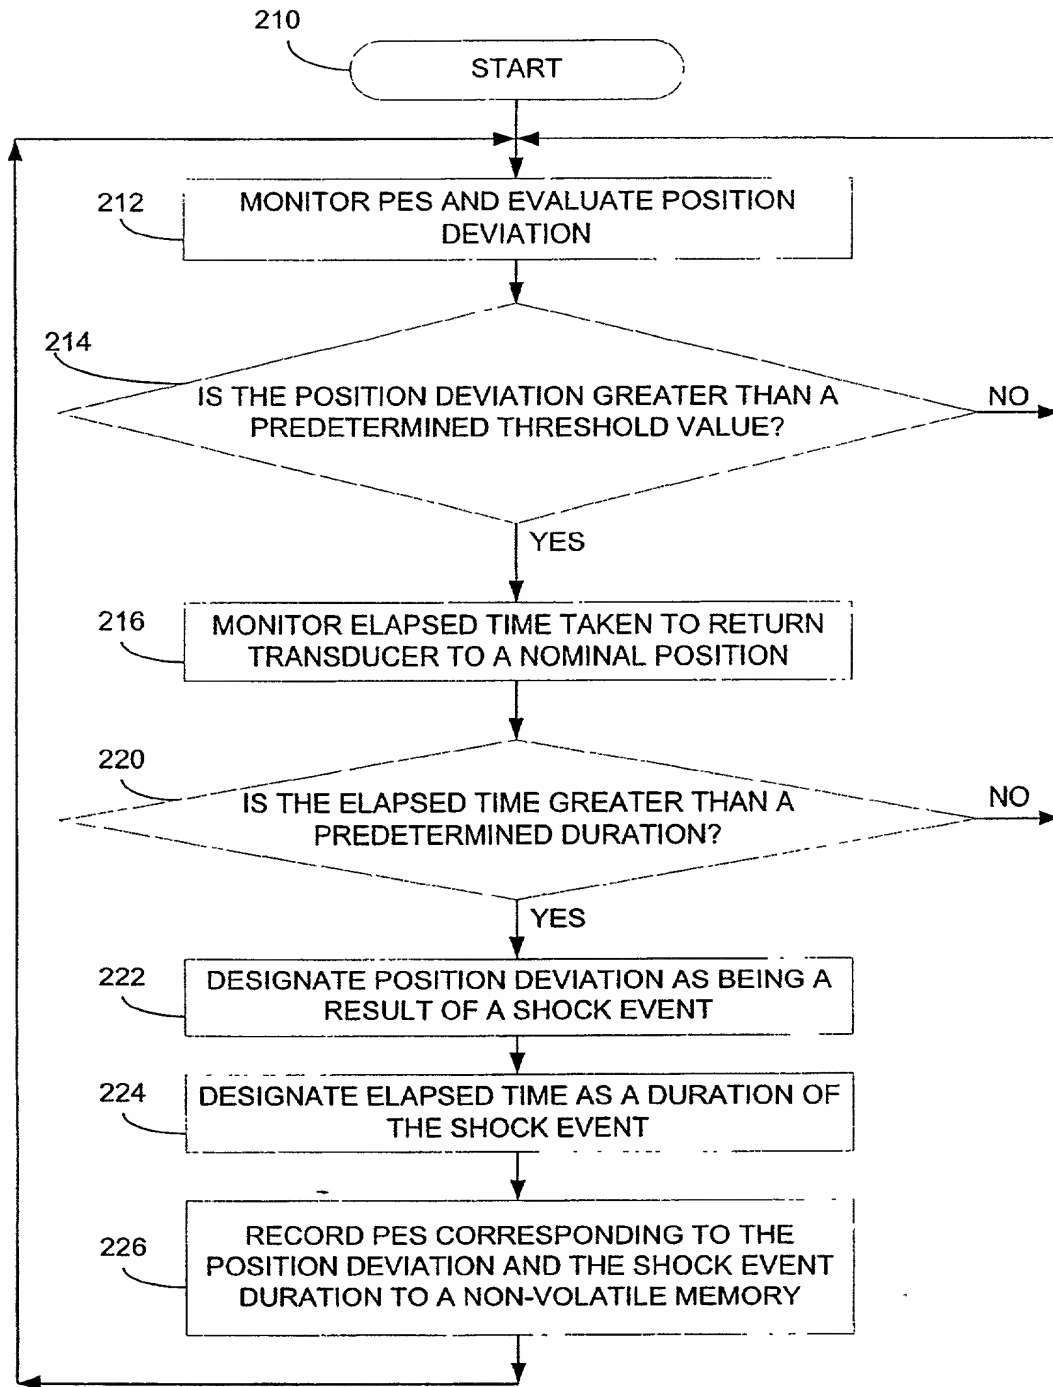 210
START
212
MONITOR PES AND EVALUATE POSITION
DEVIATION
214
IS THE POSITION DEVIATION GREATER THAN A
PREDETERMINED THRESHOLD VALUE?
NO
YES
216
MONITOR ELAPSED TIME TAKEN TO RETURN
TRANSDUCER TO A NOMINAL POSITION
220
IS THE ELAPSED TIME GREATER THAN A
PREDETERMINED DURATION?
NO
YES
222
DESIGNATE POSITION DEVIATION AS BEING A
RESULT OF A SHOCK EVENT
224
DESIGNATE ELAPSED TIME AS A DURATION OF
THE SHOCK EVENT
226
RECORD PES CORRESPONDING TO THE
POSITION DEVIATION AND THE SHOCK EVENT
DURATION TO A NON-VOLATILE MEMORY